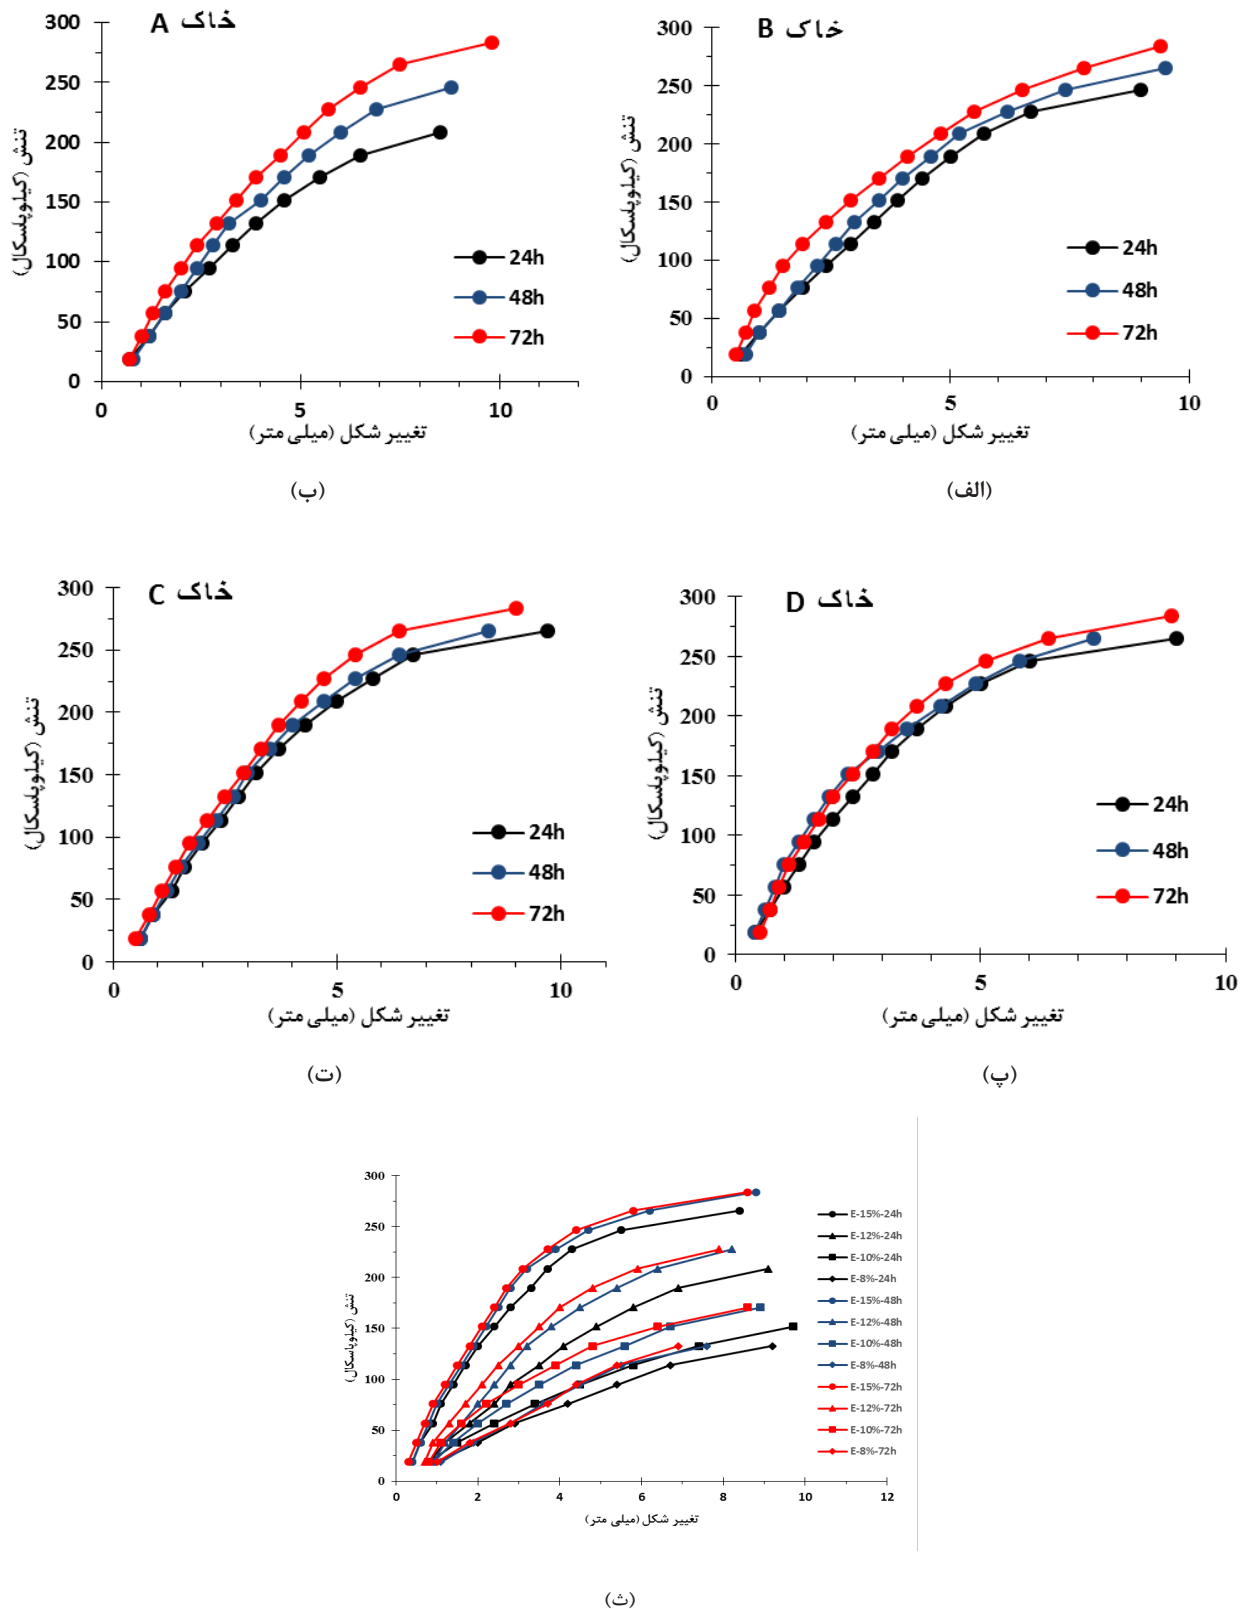 خاک A
300
250
200
150
100
50
0
تنش (کیلوپاسکال)
24h
48h
72h
0 5 10
تغییر شکل (میلی متر)
(ب)
خاک B
300
250
200
150
100
50
0
تنش (کیلوپاسکال)
24h
48h
72h
0 5 10
تغییر شکل (میلی متر)
(الف)
خاک C
300
250
200
150
100
50
0
تنش (کیلوپاسکال)
24h
48h
72h
0 5 10
تغییر شکل (میلی متر)
(ت)
خاک D
300
250
200
150
100
50
0
تنش (کیلوپاسکال)
24h
48h
72h
0 5 10
تغییر شکل (میلی متر)
(پ)
300
250
200
150
100
50
0
تنش (کیلوپاسکال)
E-15%-24h
E-12%-24h
E-10%-24h
E-8%-24h
E-15%-48h
E-12%-48h
E-10%-48h
E-8%-48h
E-15%-72h
E-12%-72h
E-10%-72h
E-8%-72h
0 2 4 6 8 10 12
تغییر شکل (میلی متر)
(ث)